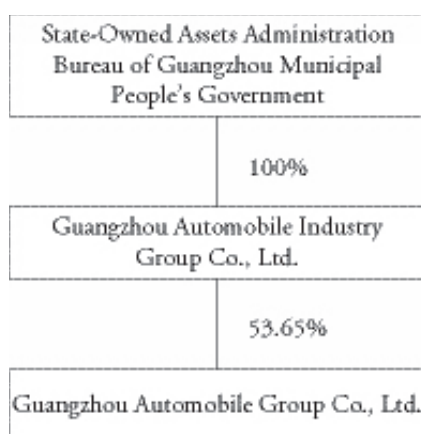 State-Owned Assets Administration
Bureau of Guangzhou Municipal
People's Government
100%
Guangzhou Automobile Industry
Group Co., Ltd.
53.65%
Guangzhou Automobile Group Co., Ltd.